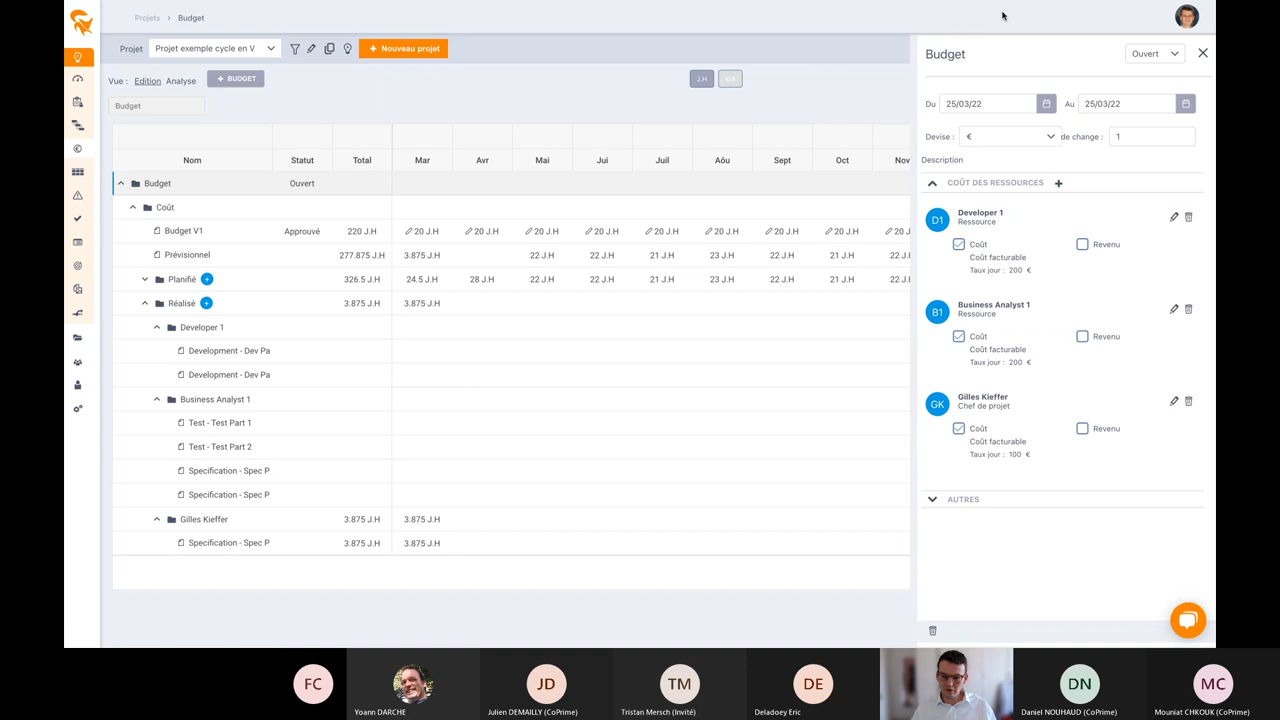 Projets > Budget
Projet Projet exemple cycle en V + Nouveau projet
Vue : Edition Analyse + BUDGET J.H
Budget
Nom Statut Total Mar Avr Mai Jui Juil Aôu Sept Oct Nov
Budget Ouvert
Coût
Budget V1 Approuvé 220 J.H 20 J.H 20 J.H 20 J.H 20 J.H 20 J.H 20 J.H 20 J.H 20 J.H 20 J
Prévisionnel 277.875 J.H 3.875 J.H 22 J.H 22 J.H 21 J.H 23 J.H 22 J.H 21 J.H 22 J.
Planifié + 326.5 J.H 24.5 J.H 28 J.H 22 J.H 22 J.H 21 J.H 23 J.H 22 J.H 21 J.H 22 J.
Réalisé + 3.875 J.H 3.875 J.H
Developer 1
Development - Dev Pa
Development - Dev Pa
Business Analyst 1
Test - Test Part 1
Test - Test Part 2
Specification - Spec P
Specification - Spec P
Gilles Kieffer 3.875 J.H 3.875 J.H
Specification - Spec P 3.875 J.H 3.875 J.H
Budget Ouvert
Du 25/03/22 Au 25/03/22
Devise : € de change : 1
Description
COÛT DES RESSOURCES +
D1 Developer 1
Ressource
Coût Revenu
Coût facturable
Taux jour : 200 €
B1 Business Analyst 1
Ressource
Coût Revenu
Coût facturable
Taux jour : 200 €
GK Gilles Kieffer
Chef de projet
Coût Revenu
Coût facturable
Taux jour : 100 €
AUTRES
FC JD TM DE DN MC
Yoann DARCHE Julien DEMAILLY (CoPrime) Tristan Mersch (Invité) Deladoey Eric Daniel NOUHAUD (CoPrime) Mouniat CHKOUK (CoPrime)